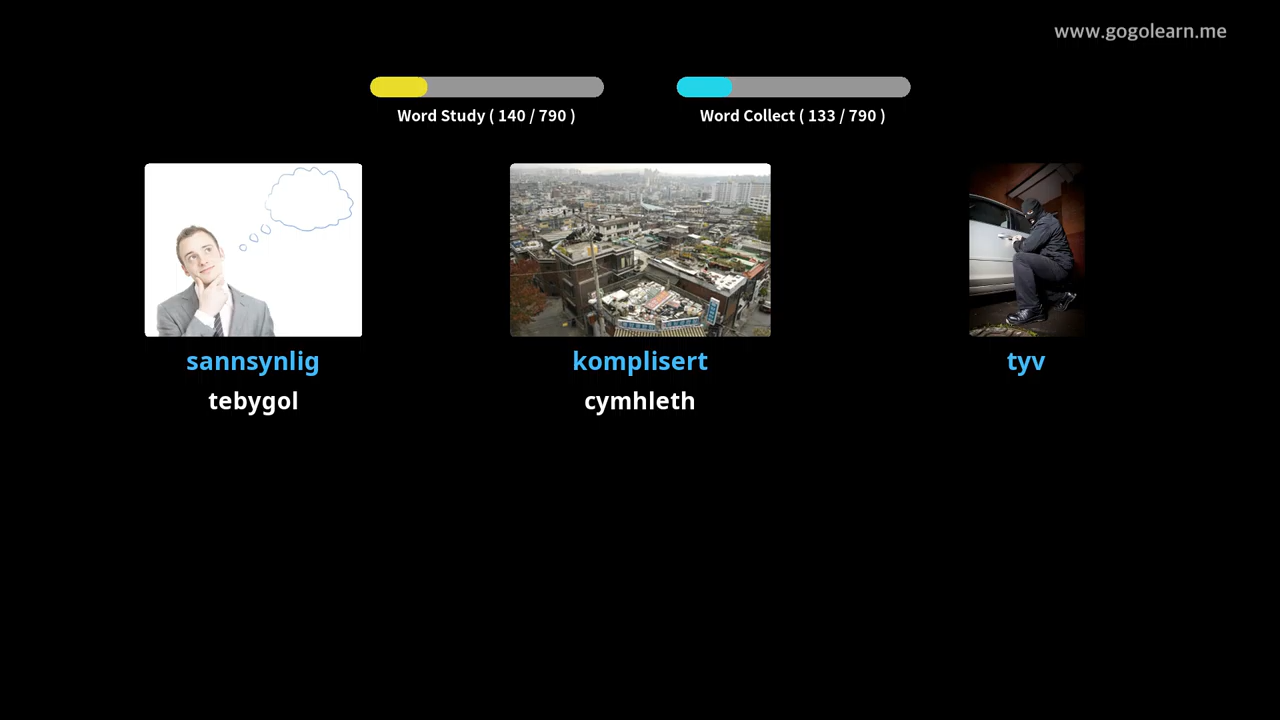 www.gogolearn.me
Word Study ( 140 / 790 )
Word Collect ( 133 / 790 )
sannsynlig
komplisert
tyv
tebygol
cymhleth